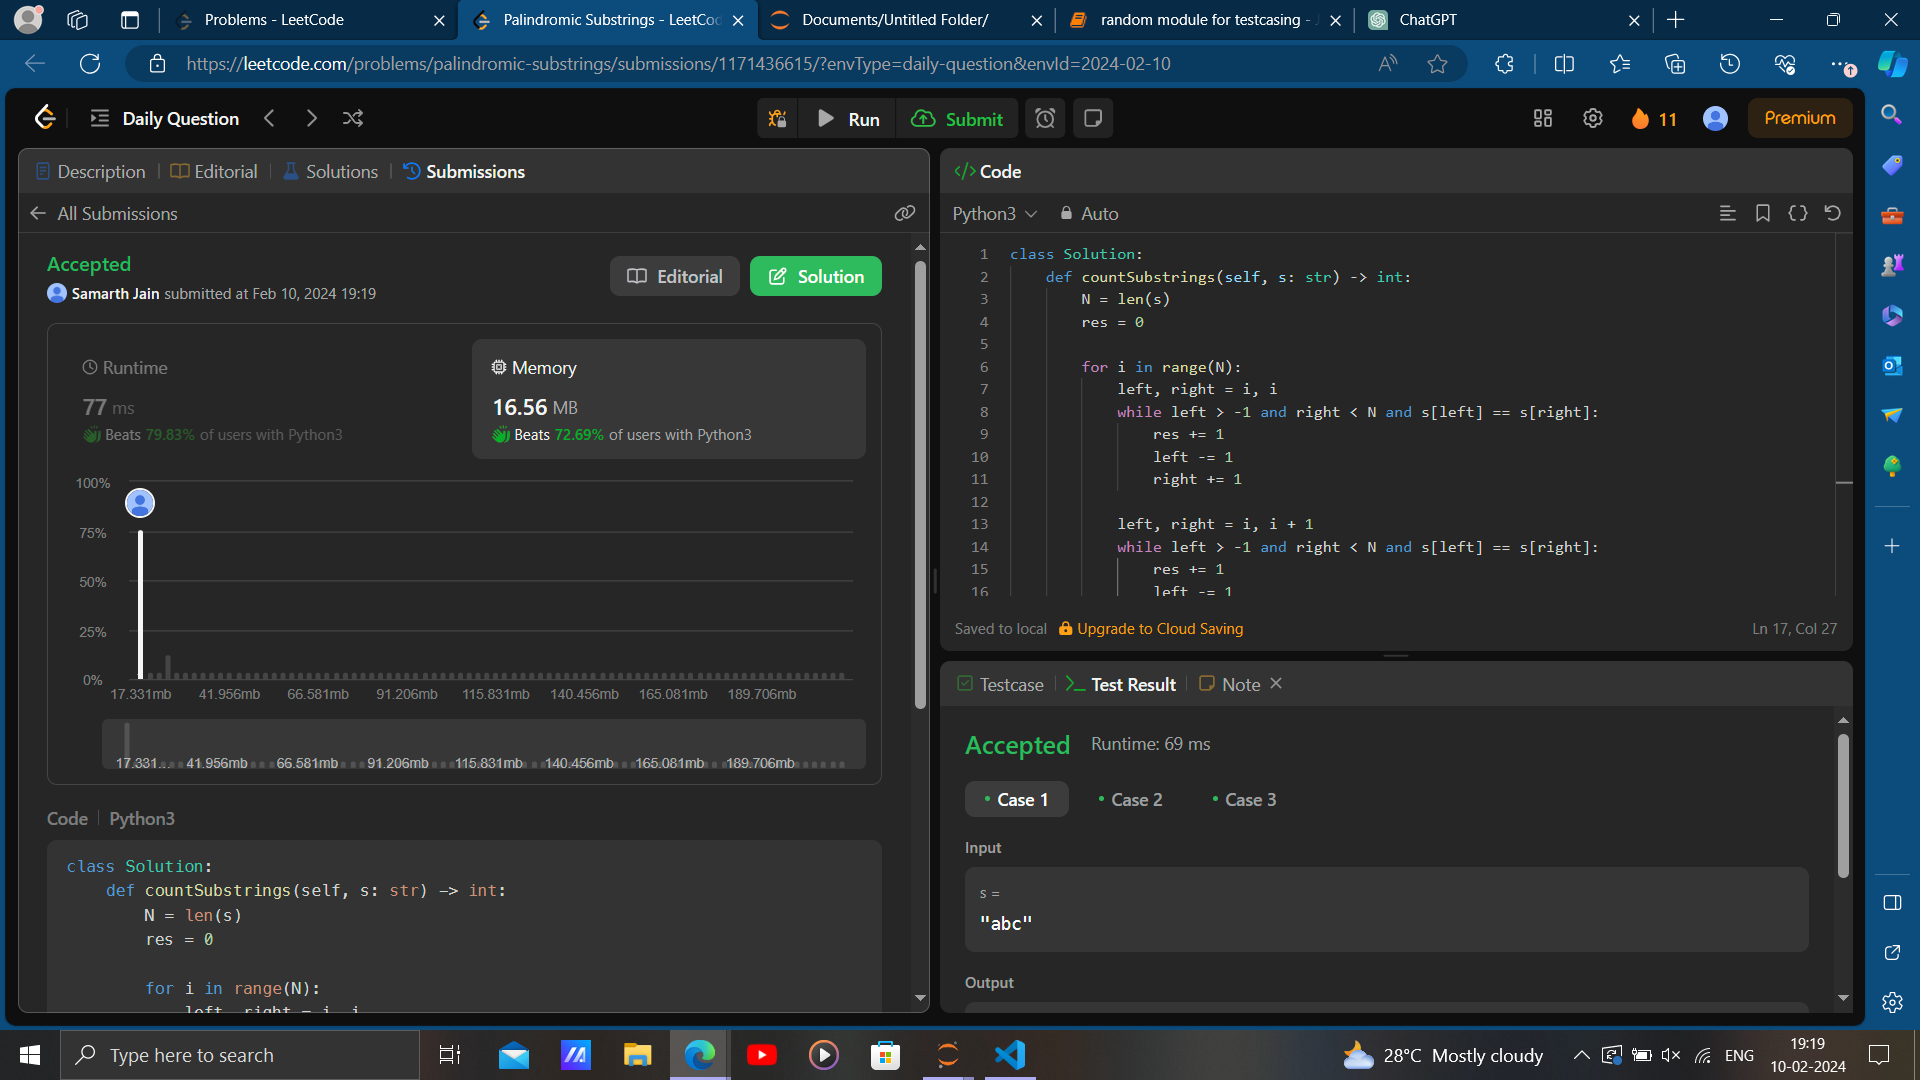 Problems - LeetCode
Palindromic Substrings - LeetCod
Documents/Untitled Folder/
random module for testcasing - J
ChatGPT
https://leetcode.com/problems/palindromic-substrings/submissions/1171436615/?envType=daily-question&envId=2024-02-10
Daily Question
Run
Submit
11
Premium
Description
Editorial
Solutions
Submissions
All Submissions
Accepted
Samarth Jain submitted at Feb 10, 2024 19:19
Editorial
Solution
Runtime
77 ms
Beats 79.83% of users with Python3
Memory
16.56 MB
Beats 72.69% of users with Python3
100%
75%
50%
25%
0%
17.331mb 41.956mb 66.581mb 91.206mb 115.831mb 140.456mb 165.081mb 189.706mb
17.331... 41.956mb 66.581mb 91.206mb 115.831mb 140.456mb 165.081mb 189.706mb
Code Python3
class Solution:
def countSubstrings(self, s: str) -> int:
N = len(s)
res = 0
for i in range(N):
left, right = i, i
Code
Python3
Auto
1 class Solution:
2 def countSubstrings(self, s: str) -> int:
3 N = len(s)
4 res = 0
5
6 for i in range(N):
7 left, right = i, i
8 while left > -1 and right < N and s[left] == s[right]:
9 res += 1
10 left -= 1
11 right += 1
12
13 left, right = i, i + 1
14 while left > -1 and right < N and s[left] == s[right]:
15 res += 1
16 left -= 1
Saved to local
Upgrade to Cloud Saving
Ln 17, Col 27
Testcase
Test Result
Note
Accepted
Runtime: 69 ms
Case 1
Case 2
Case 3
Input
s =
"abc"
Output
Type here to search
28°C Mostly cloudy
ENG
19:19
10-02-2024